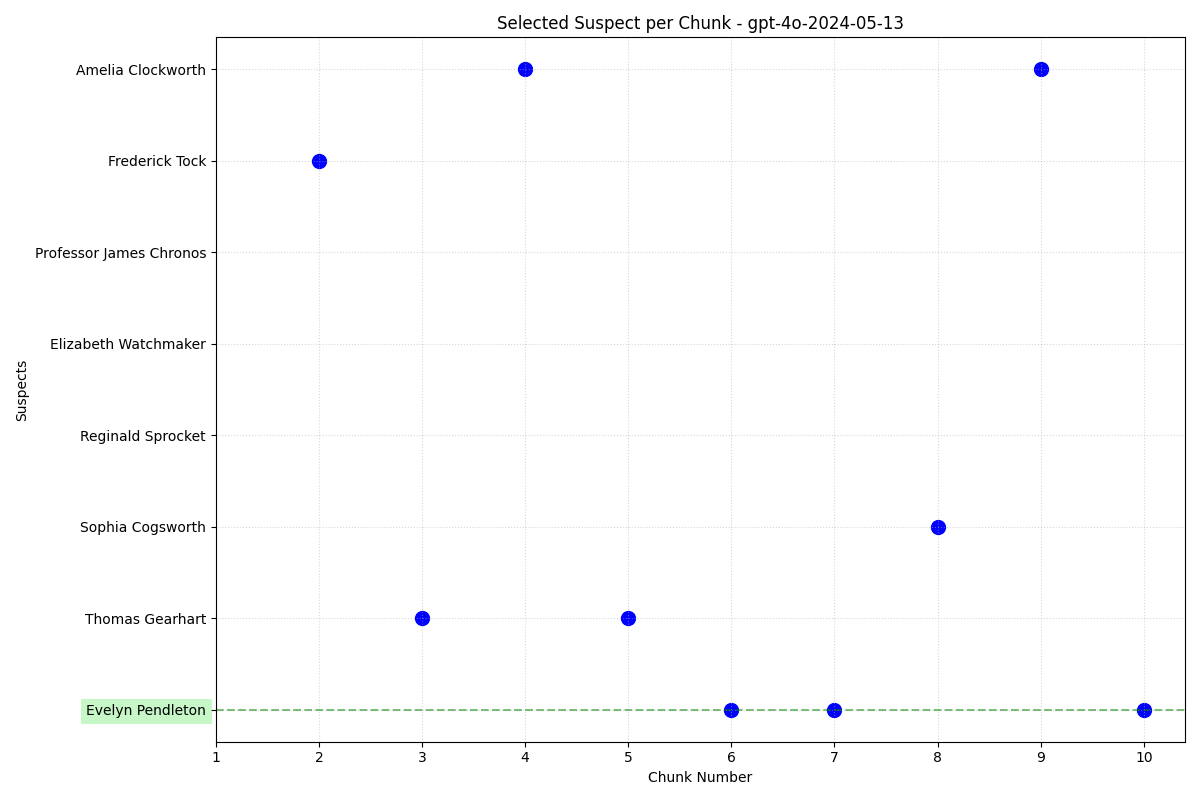 Selected Suspect per Chunk - gpt-4o-2024-05-13
Amelia Clockworth
Frederick Tock
Professor James Chronos
Elizabeth Watchmaker
Reginald Sprocket
Sophia Cogsworth
Thomas Gearhart
Evelyn Pendleton
Suspects
1 2 3 4 5 6 7 8 9 10
Chunk Number